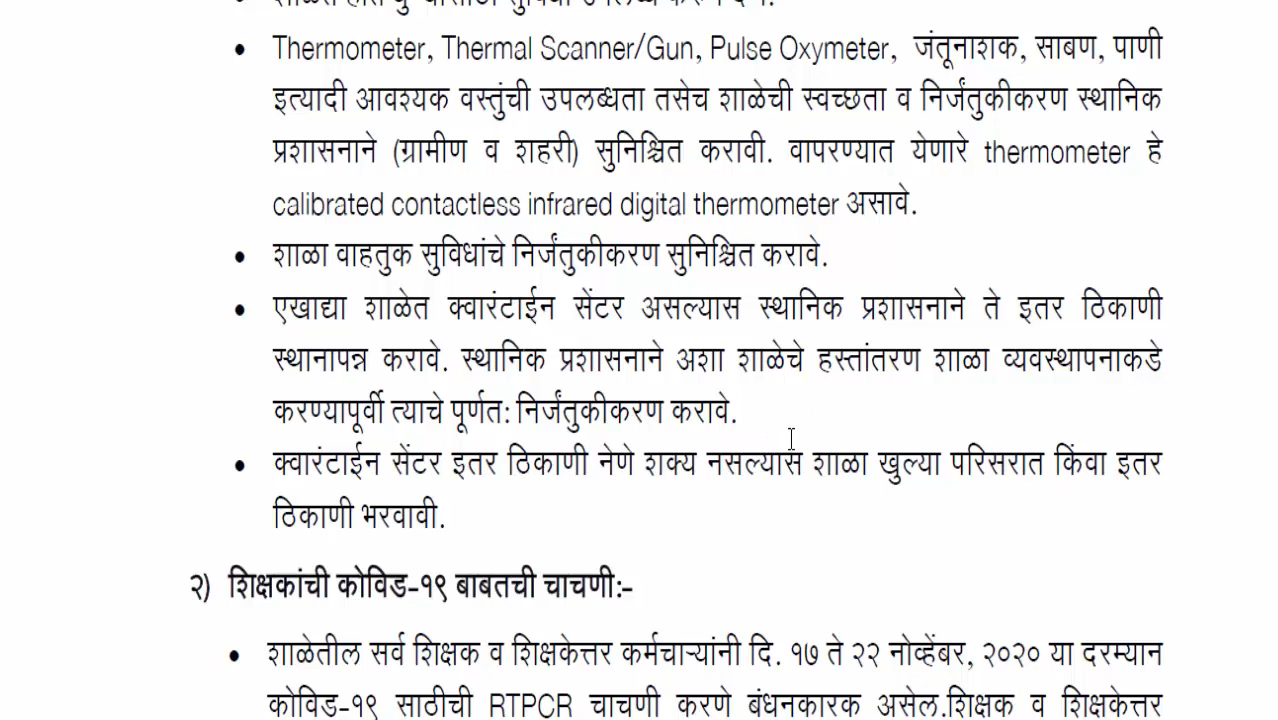 • Thermometer, Thermal Scanner/Gun, Pulse Oxymeter, जंतूनाशक, साबण, पाणी
इत्यादी आवश्यक वस्तुंची उपलब्धता तसेच शाळेची स्वच्छता व निर्जंतुकीकरण स्थानिक
प्रशासनाने (ग्रामीण व शहरी) सुनिश्चित करावी. वापरण्यात येणारे thermometer हे
calibrated contactless infrared digital thermometer असावे.
• शाळा वाहतुक सुविधांचे निर्जंतुकीकरण सुनिश्चित करावे.
• एखाद्या शाळेत क्वारंटाईन सेंटर असल्यास स्थानिक प्रशासनाने ते इतर ठिकाणी
स्थानापन्न करावे. स्थानिक प्रशासनाने अशा शाळेचे हस्तांतरण शाळा व्यवस्थापनाकडे
करण्यापूर्वी त्याचे पूर्णत: निर्जंतुकीकरण करावे.
• क्वारंटाईन सेंटर इतर ठिकाणी नेणे शक्य नसल्यास शाळा खुल्या परिसरात किंवा इतर
ठिकाणी भरवावी.
२) शिक्षकांची कोविड-१९ बाबतची चाचणी:-
• शाळेतील सर्व शिक्षक व शिक्षकेत्तर कर्मचाऱ्यांनी दि. १७ ते २२ नोव्हेंबर, २०२० या दरम्यान
कोविड-१९ साठीची RTPCR चाचणी करणे बंधनकारक असेल.शिक्षक व शिक्षकेत्तर